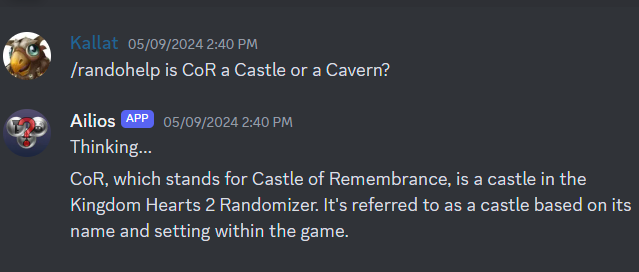 Kallat 05/09/2024 2:40 PM
/randohelp is CoR a Castle or a Cavern?
Ailios APP 05/09/2024 2:40 PM
Thinking...
CoR, which stands for Castle of Remembrance, is a castle in the
Kingdom Hearts 2 Randomizer. It's referred to as a castle based on its
name and setting within the game.